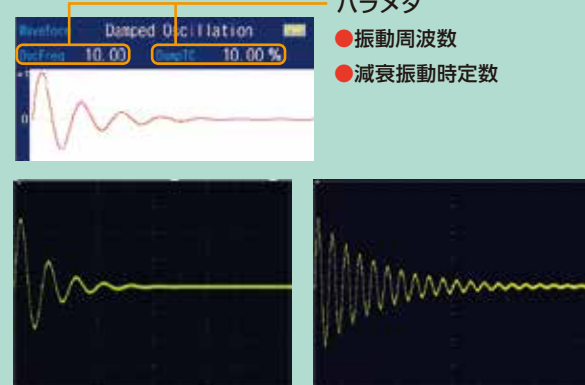 パラメタ
Waveform Damped Oscillation
OscFreq 10.00 DampTC 10.00 %
●振動周波数
●減衰振動時定数
0